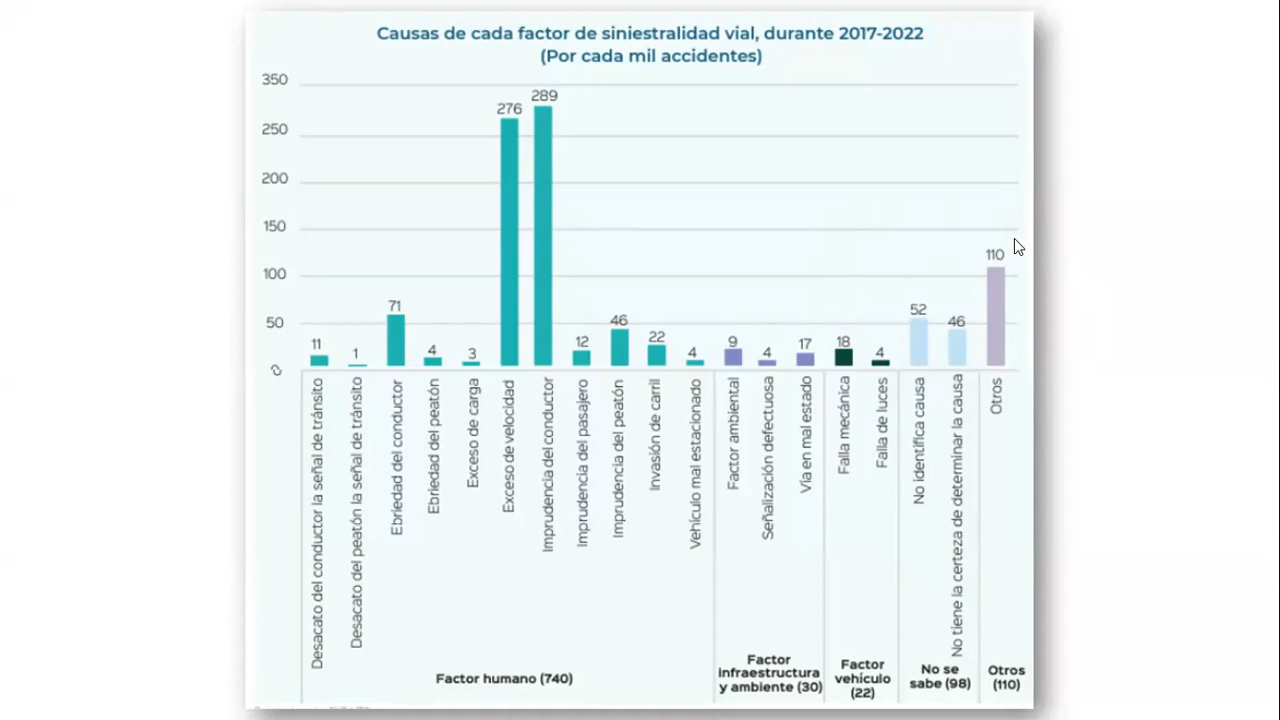 Causas de cada factor de siniestralidad vial, durante 2017-2022
(Por cada mil accidentes)
350
250
200
150
100
50
0
11
1
71
4
3
276
289
12
46
22
4
9
4
17
18
4
52
46
110
Desacato del conductor la señal de tránsito
Desacato del peatón la señal de tránsito
Ebriedad del conductor
Ebriedad del peatón
Exceso de carga
Exceso de velocidad
Imprudencia del conductor
Imprudencia del pasajero
Imprudencia del peatón
Invasión de carril
Vehículo mal estacionado
Factor ambiental
Señalización defectuosa
Vía en mal estado
Falla mecánica
Falla de luces
No identifica causa
No tiene la certeza de determinar la causa
Otros
Factor humano (740)
Factor
infraestructura
y ambiente (30)
Factor
vehículo
(22)
No se
sabe (98)
Otros
(110)